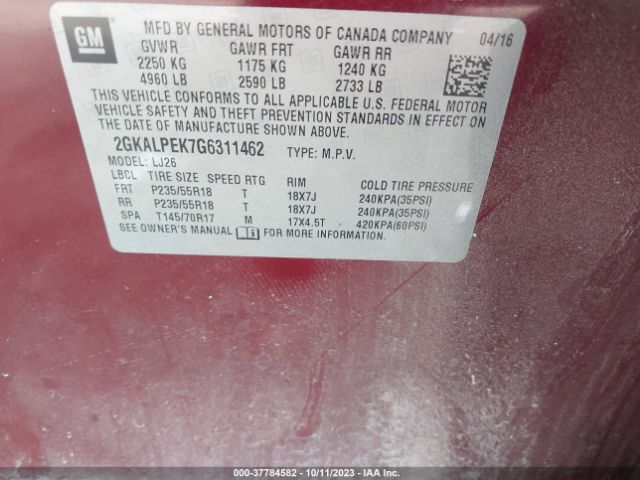 GM
MFD BY GENERAL MOTORS OF CANADA COMPANY 04/16
GVWR GAWR FRT GAWR RR
2250 KG 1175 KG 1240 KG
4960 LB 2590 LB 2733 LB
THIS VEHICLE CONFORMS TO ALL APPLICABLE U.S. FEDERAL MOTOR
VEHICLE SAFETY AND THEFT PREVENTION STANDARDS IN EFFECT ON
THE DATE OF MANUFACTURE SHOWN ABOVE.
2GKALPEK7G6311462 TYPE: M.P.V.
MODEL: LJ26
LBCL TIRE SIZE SPEED RTG RIM COLD TIRE PRESSURE
FRT P235/55R18 T 18X7J 240KPA(35PSI)
RR P235/55R18 T 18X7J 240KPA(35PSI)
SPA T145/70R17 M 17X4.5T 420KPA(60PSI)
SEE OWNER'S MANUAL FOR MORE INFORMATION.
000-37784582 - 10/11/2023 - IAA Inc.